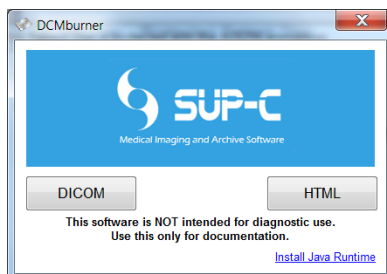 DCMburner
SUP-C
Medical Imaging and Archive Software
DICOM
HTML
This software is NOT intended for diagnostic use.
Use this only for documentation.
Install Java Runtime